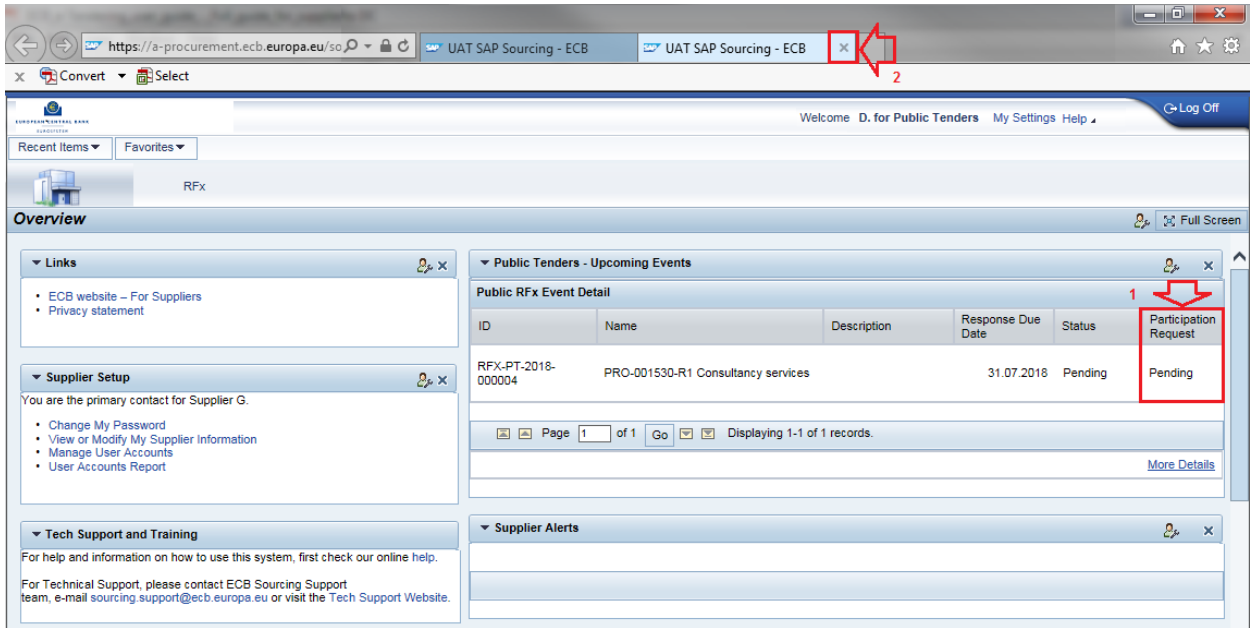 https://a-procurement.ecb.europa.eu/so
UAT SAP Sourcing - ECB
UAT SAP Sourcing - ECB
2
x Convert Select
EUROPEAN CENTRAL BANK
EUROSYSTEM
Welcome D. for Public Tenders My Settings Help
Log Off
Recent Items Favorites
RFx
Overview
Full Screen
Links
ECB website – For Suppliers
Privacy statement
Supplier Setup
You are the primary contact for Supplier G.
Change My Password
View or Modify My Supplier Information
Manage User Accounts
User Accounts Report
Tech Support and Training
For help and information on how to use this system, first check our online help.
For Technical Support, please contact ECB Sourcing Support
team, e-mail sourcing.support@ecb.europa.eu or visit the Tech Support Website.
Public Tenders - Upcoming Events
Public RFx Event Detail
1
ID Name Description Response Due Date Status Participation Request
RFX-PT-2018-000004 PRO-001530-R1 Consultancy services 31.07.2018 Pending Pending
Page 1 of 1 Go Displaying 1-1 of 1 records.
More Details
Supplier Alerts